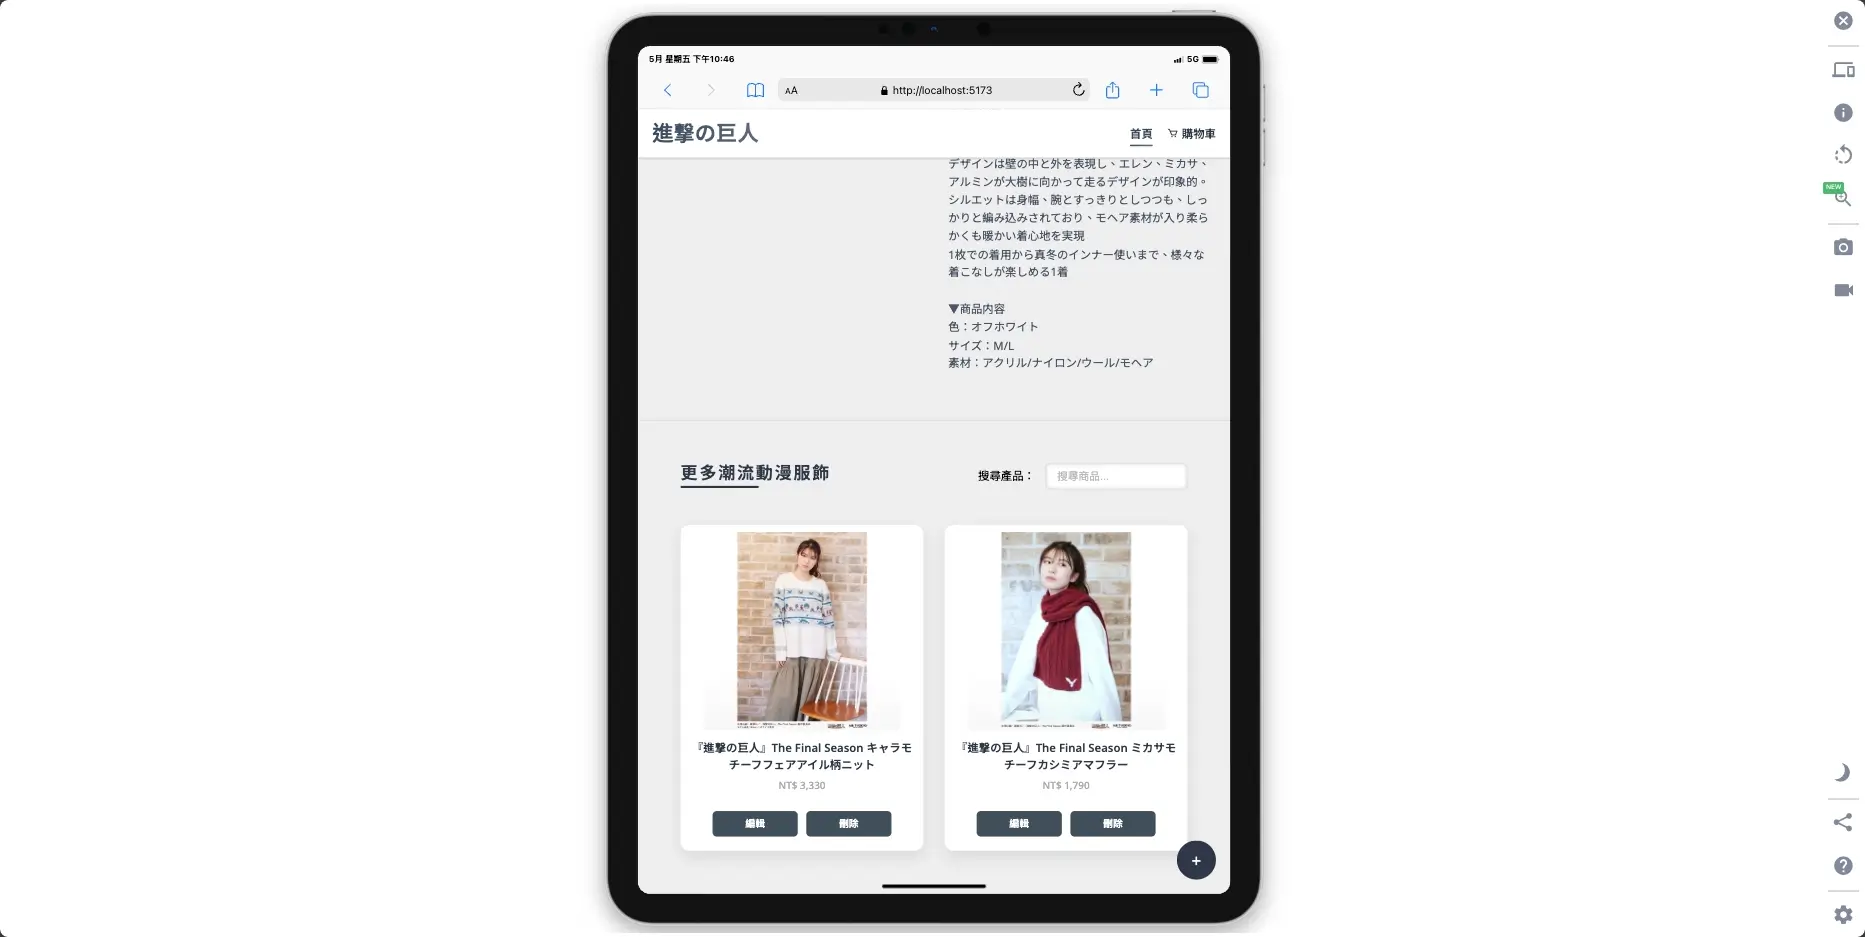 5月 星期五 下午10:46
5G
AA
http://localhost:5173
進撃の巨人
首頁
購物車
デザインは壁の中と外を表現し、エレン、ミカサ、
アルミンが大樹に向かって走るデザインが印象的。
シルエットは身幅、腕とすっきりとしつつも、しっ
かりと編み込みされており、モヘア素材が入り柔ら
かくも暖かい着心地を実現
1枚での着用から真冬のインナー使いまで、様々な
着こなしが楽しめる1着
▼商品内容
色：オフホワイト
サイズ：M/L
素材：アクリル/ナイロン/ウール/モヘア
更多潮流動漫服飾
搜尋產品：
搜尋商品...
『進撃の巨人』The Final Season キャラモ
チーフフェアアイル柄ニット
NT$ 3,330
編輯
刪除
『進撃の巨人』The Final Season ミカサモ
チーフカシミアマフラー
NT$ 1,790
編輯
刪除
+
NEW